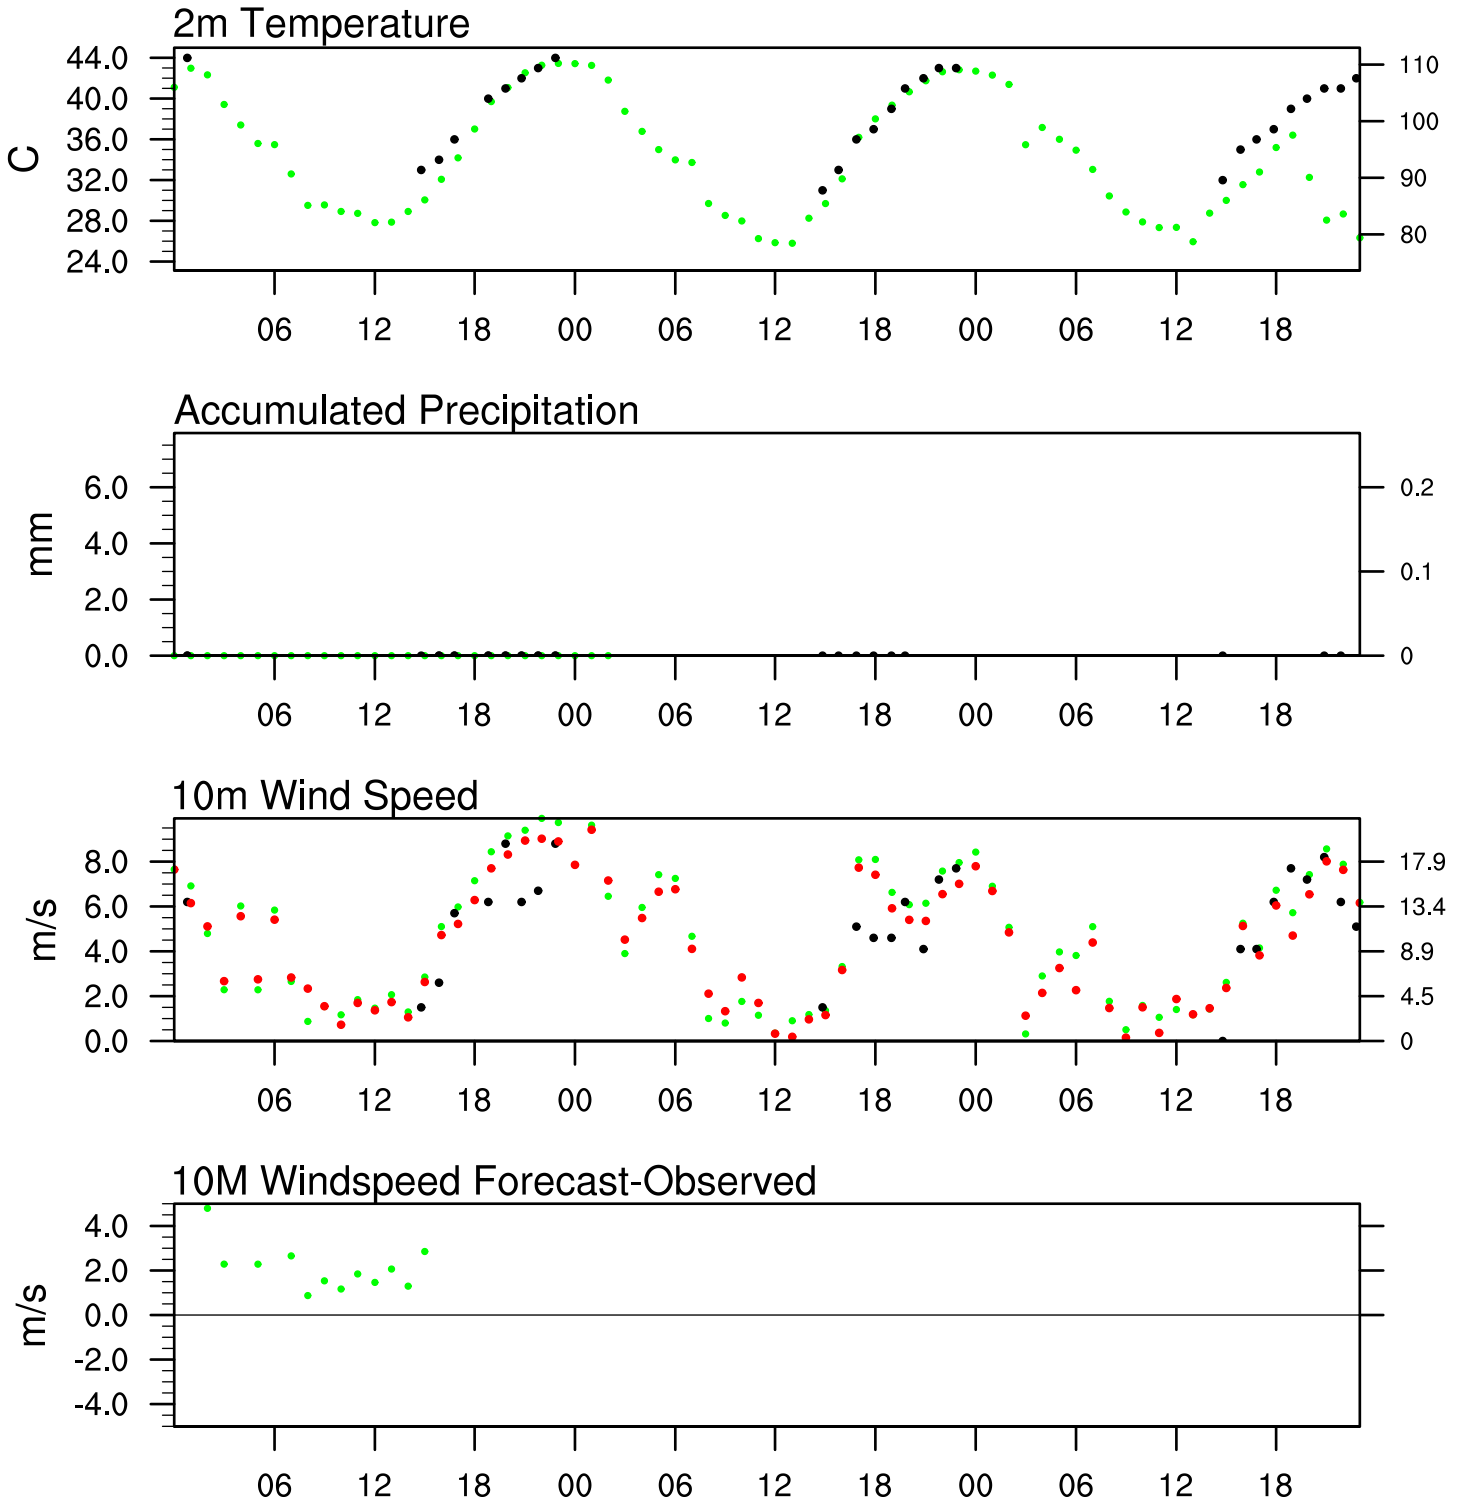 2m Temperature
44.0 110
40.0 100
36.0
C
32.0 90
28.0
24.0 80
06 12 18 00 06 12 18 00 06 12 18
Accumulated Precipitation
6.0 0.2
4.0
mm
0.1
2.0
0.0 0
06 12 18 00 06 12 18 00 06 12 18
10m Wind Speed
8.0 17.9
6.0 13.4
m/s
4.0 8.9
2.0 4.5
0.0 0
06 12 18 00 06 12 18 00 06 12 18
10M Windspeed Forecast-Observed
4.0
2.0
m/s
0.0
-2.0
-4.0
06 12 18 00 06 12 18 00 06 12 18